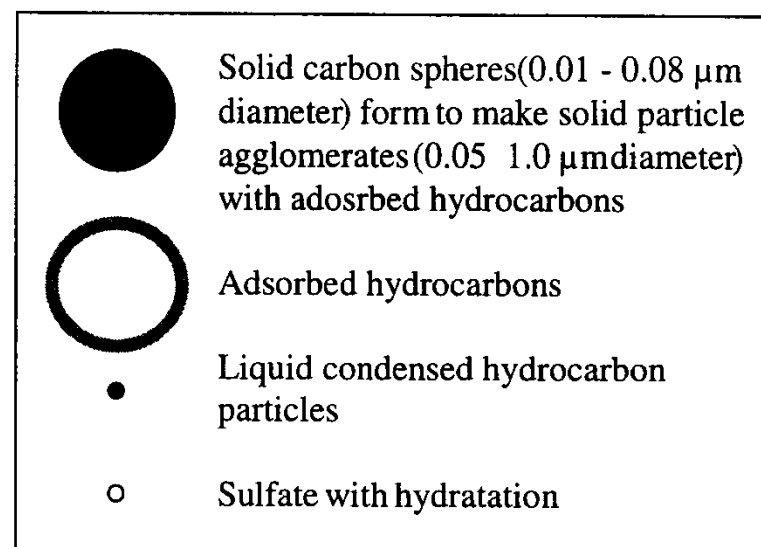 Solid carbon spheres(0.01 - 0.08 µm
diameter) form to make solid particle
agglomerates (0.05 1.0 µmdiameter)
with adosrbed hydrocarbons
Adsorbed hydrocarbons
Liquid condensed hydrocarbon
particles
Sulfate with hydratation